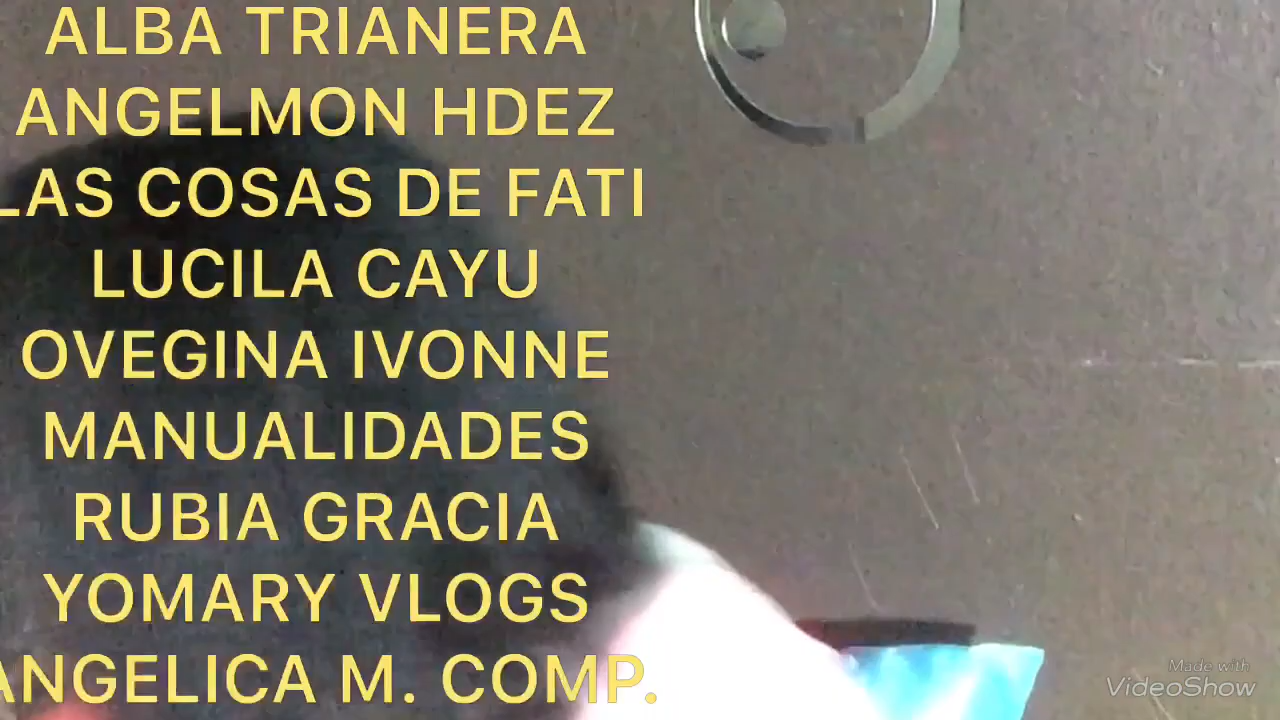 ALBA TRIANERA
ANGELMON HDEZ
LAS COSAS DE FATI
LUCILA CAYU
OVEGINA IVONNE
MANUALIDADES
RUBIA GRACIA
YOMARY VLOGS
ANGELICA M. COMP.
Made with
VideoShow